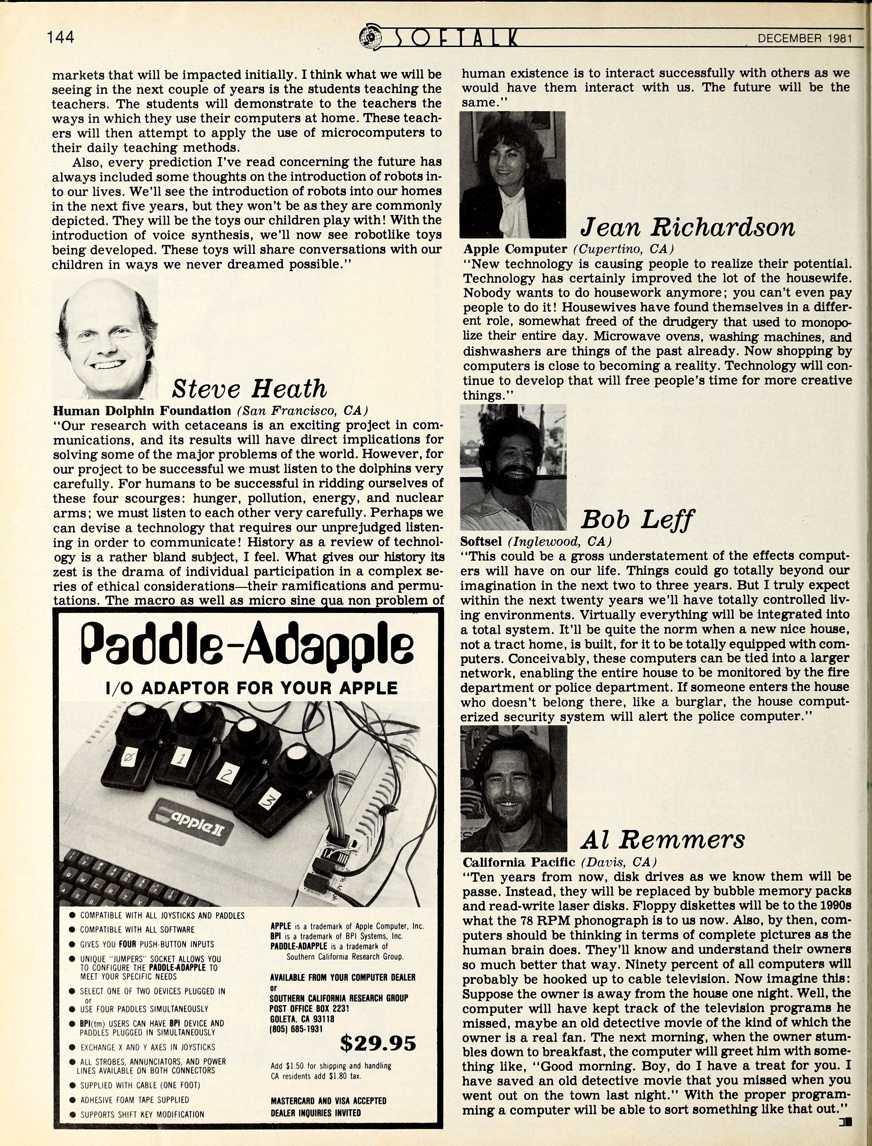 144
SOFTALK
DECEMBER 1981
markets that will be impacted initially. I think what we will be
seeing in the next couple of years is the students teaching the
teachers. The students will demonstrate to the teachers the
ways in which they use their computers at home. These teach-
ers will then attempt to apply the use of microcomputers to
their daily teaching methods.
Also, every prediction I've read concerning the future has
always included some thoughts on the introduction of robots in-
to our lives. We'll see the introduction of robots into our homes
in the next five years, but they won't be as they are commonly
depicted. They will be the toys our children play with! With the
introduction of voice synthesis, we'll now see robotlike toys
being developed. These toys will share conversations with our
children in ways we never dreamed possible."
Steve Heath
Human Dolphin Foundation (San Francisco, CA)
"Our research with cetaceans is an exciting project in com-
munications, and its results will have direct implications for
solving some of the major problems of the world. However, for
our project to be successful we must listen to the dolphins very
carefully. For humans to be successful in ridding ourselves of
these four scourges: hunger, pollution, energy, and nuclear
arms; we must listen to each other very carefully. Perhaps we
can devise a technology that requires our unprejudged listen-
ing in order to communicate! History as a review of technol-
ogy is a rather bland subject, I feel. What gives our history its
zest is the drama of individual participation in a complex se-
ries of ethical considerations—their ramifications and permu-
tations. The macro as well as micro sine qua non problem of
Paddle-Adapple
I/O ADAPTOR FOR YOUR APPLE
0
1
2
3
apple II
● COMPATIBLE WITH ALL JOYSTICKS AND PADDLES
● COMPATIBLE WITH ALL SOFTWARE
● GIVES YOU FOUR PUSH-BUTTON INPUTS
● UNIQUE "JUMPERS" SOCKET ALLOWS YOU
TO CONFIGURE THE PADDLE-ADAPPLE TO
MEET YOUR SPECIFIC NEEDS
● SELECT ONE OF TWO DEVICES PLUGGED IN
or
● USE FOUR PADDLES SIMULTANEOUSLY
● BPI(tm) USERS CAN HAVE BPI DEVICE AND
PADDLES PLUGGED IN SIMULTANEOUSLY
● EXCHANGE X AND Y AXES IN JOYSTICKS
● ALL STROBES, ANNUNCIATORS, AND POWER
LINES AVAILABLE ON BOTH CONNECTORS
● SUPPLIED WITH CABLE (ONE FOOT)
● ADHESIVE FOAM TAPE SUPPLIED
● SUPPORTS SHIFT KEY MODIFICATION
APPLE is a trademark of Apple Computer, Inc.
BPI is a trademark of BPI Systems, Inc.
PADDLE-ADAPPLE is a trademark of
Southern California Research Group.
AVAILABLE FROM YOUR COMPUTER DEALER
or
SOUTHERN CALIFORNIA RESEARCH GROUP
POST OFFICE BOX 2231
GOLETA, CA 93118
(805) 685-1931
$29.95
Add $1.50 for shipping and handling
CA residents add $1.80 tax.
MASTERCARD AND VISA ACCEPTED
DEALER INQUIRIES INVITED
human existence is to interact successfully with others as we
would have them interact with us. The future will be the
same."
Jean Richardson
Apple Computer (Cupertino, CA)
"New technology is causing people to realize their potential.
Technology has certainly improved the lot of the housewife.
Nobody wants to do housework anymore; you can't even pay
people to do it! Housewives have found themselves in a differ-
ent role, somewhat freed of the drudgery that used to monopo-
lize their entire day. Microwave ovens, washing machines, and
dishwashers are things of the past already. Now shopping by
computers is close to becoming a reality. Technology will con-
tinue to develop that will free people's time for more creative
things."
Bob Leff
Softsel (Inglewood, CA)
"This could be a gross understatement of the effects comput-
ers will have on our life. Things could go totally beyond our
imagination in the next two to three years. But I truly expect
within the next twenty years we'll have totally controlled liv-
ing environments. Virtually everything will be integrated into
a total system. It'll be quite the norm when a new nice house,
not a tract home, is built, for it to be totally equipped with com-
puters. Conceivably, these computers can be tied into a larger
network, enabling the entire house to be monitored by the fire
department or police department. If someone enters the house
who doesn't belong there, like a burglar, the house comput-
erized security system will alert the police computer."
Al Remmers
California Pacific (Davis, CA)
"Ten years from now, disk drives as we know them will be
passe. Instead, they will be replaced by bubble memory packs
and read-write laser disks. Floppy diskettes will be to the 1990s
what the 78 RPM phonograph is to us now. Also, by then, com-
puters should be thinking in terms of complete pictures as the
human brain does. They'll know and understand their owners
so much better that way. Ninety percent of all computers will
probably be hooked up to cable television. Now imagine this:
Suppose the owner is away from the house one night. Well, the
computer will have kept track of the television programs he
missed, maybe an old detective movie of the kind of which the
owner is a real fan. The next morning, when the owner stum-
bles down to breakfast, the computer will greet him with some-
thing like, "Good morning. Boy, do I have a treat for you. I
have saved an old detective movie that you missed when you
went out on the town last night." With the proper program-
ming a computer will be able to sort something like that out."